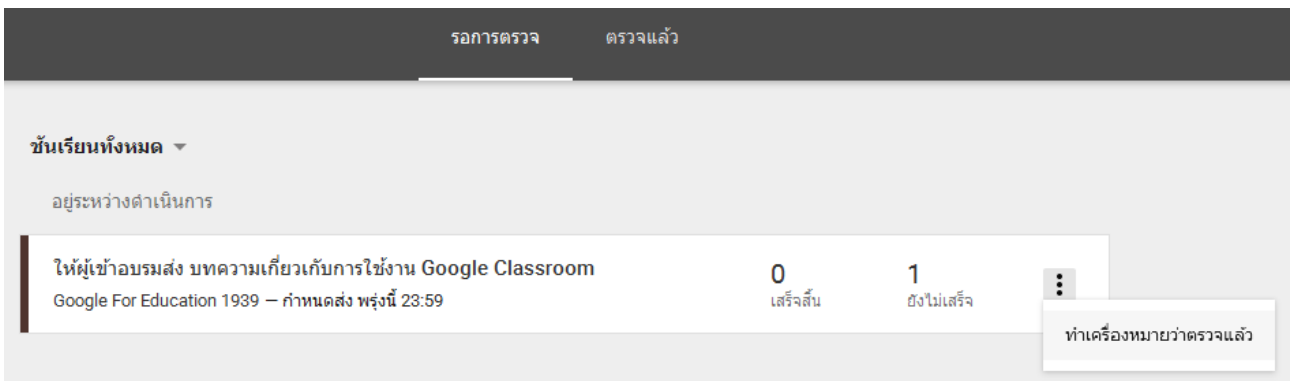 รอการตรวจ ตรวจแล้ว
ชั้นเรียนทั้งหมด
อยู่ระหว่างดำเนินการ
ให้ผู้เข้าอบรมส่ง บทความเกี่ยวกับการใช้งาน Google Classroom
Google For Education 1939 — กำหนดส่ง พรุ่งนี้ 23:59
0 1
เสร็จสิ้น ยังไม่เสร็จ
ทำเครื่องหมายว่าตรวจแล้ว